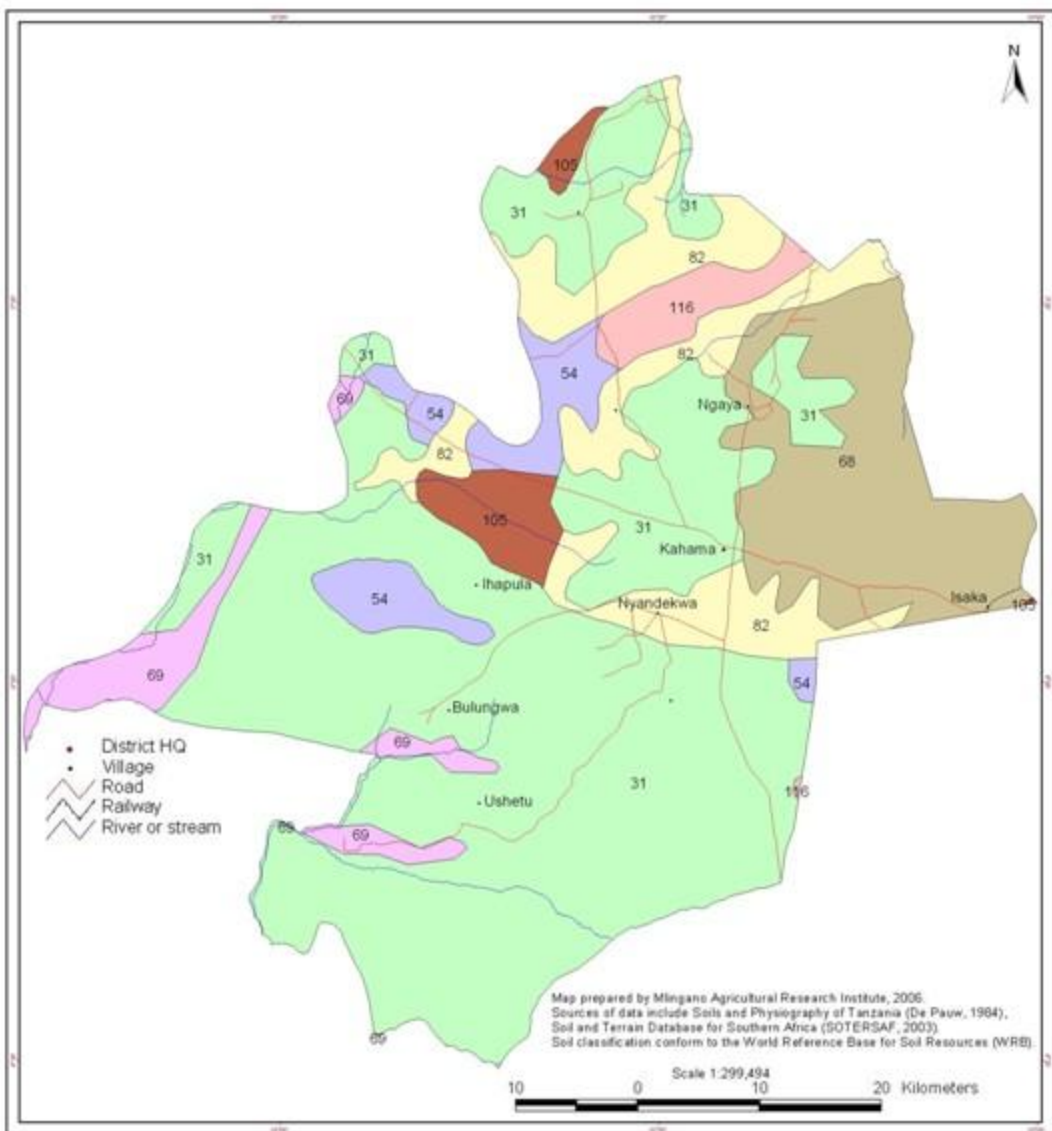 N
105
31
31
82
116
31
82
54
69
54
Ngaya
31
82
68
105
31
Kahama
31
54
Ihapula
Isaka
105
Nyandekwa
82
69
54
Bulungwa
69
District HQ
Village
Road
Railway
River or stream
31
116
Ushetu
69
69
Map prepared by Mlingano Agricultural Research Institute, 2006.
Sources of data include Soils and Physiography of Tanzania (De Pauw, 1984),
Soil and Terrain Database for Southern Africa (SOTERSAF, 2003).
Soil classification conform to the World Reference Base for Soil Resources (WRB).
69
Scale 1:299,494
10 0 10 20 Kilometers